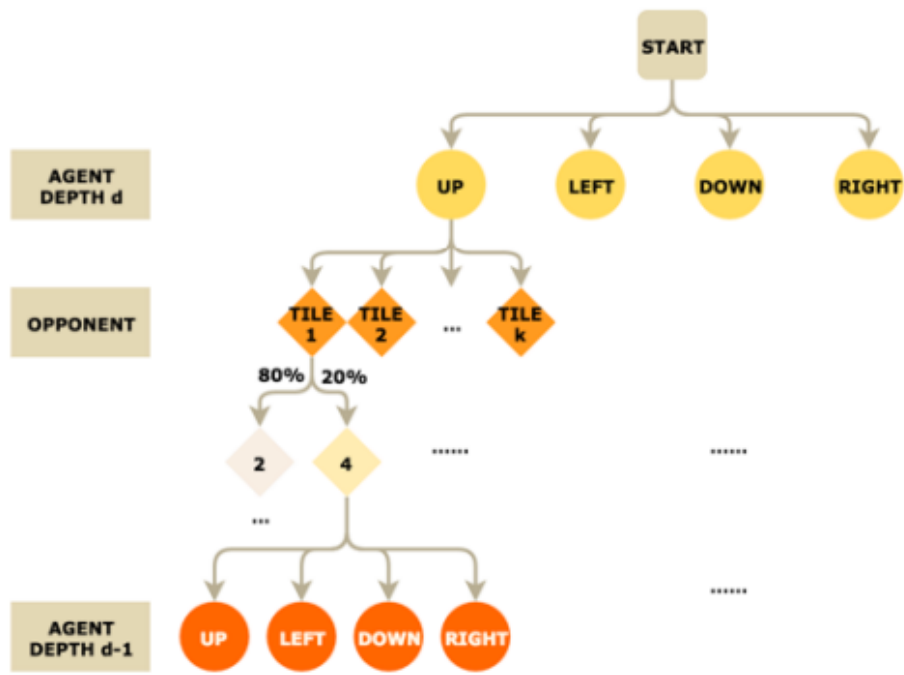 START
AGENT
DEPTH d
UP
LEFT
DOWN
RIGHT
OPPONENT
TILE
1
TILE
2
...
TILE
k
80%
20%
2
4
......
......
...
......
AGENT
DEPTH d-1
UP
LEFT
DOWN
RIGHT